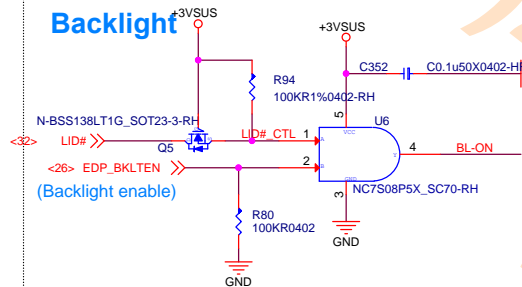 Backlight
+3VSUS
+3VSUS
C352
C0.1u50X0402-HF
R94
100KR1%0402-RH
N-BSS138LT1G_SOT23-3-RH
5
U6
<32>
LID#
Q5
LID#_CTL
1
A
VCC
4
BL-ON
Y
<26>
EDP_BKLTEN
2
B
(Backlight enable)
GND
NC7S08P5X_SC70-RH
3
R80
100KR0402
GND
GND